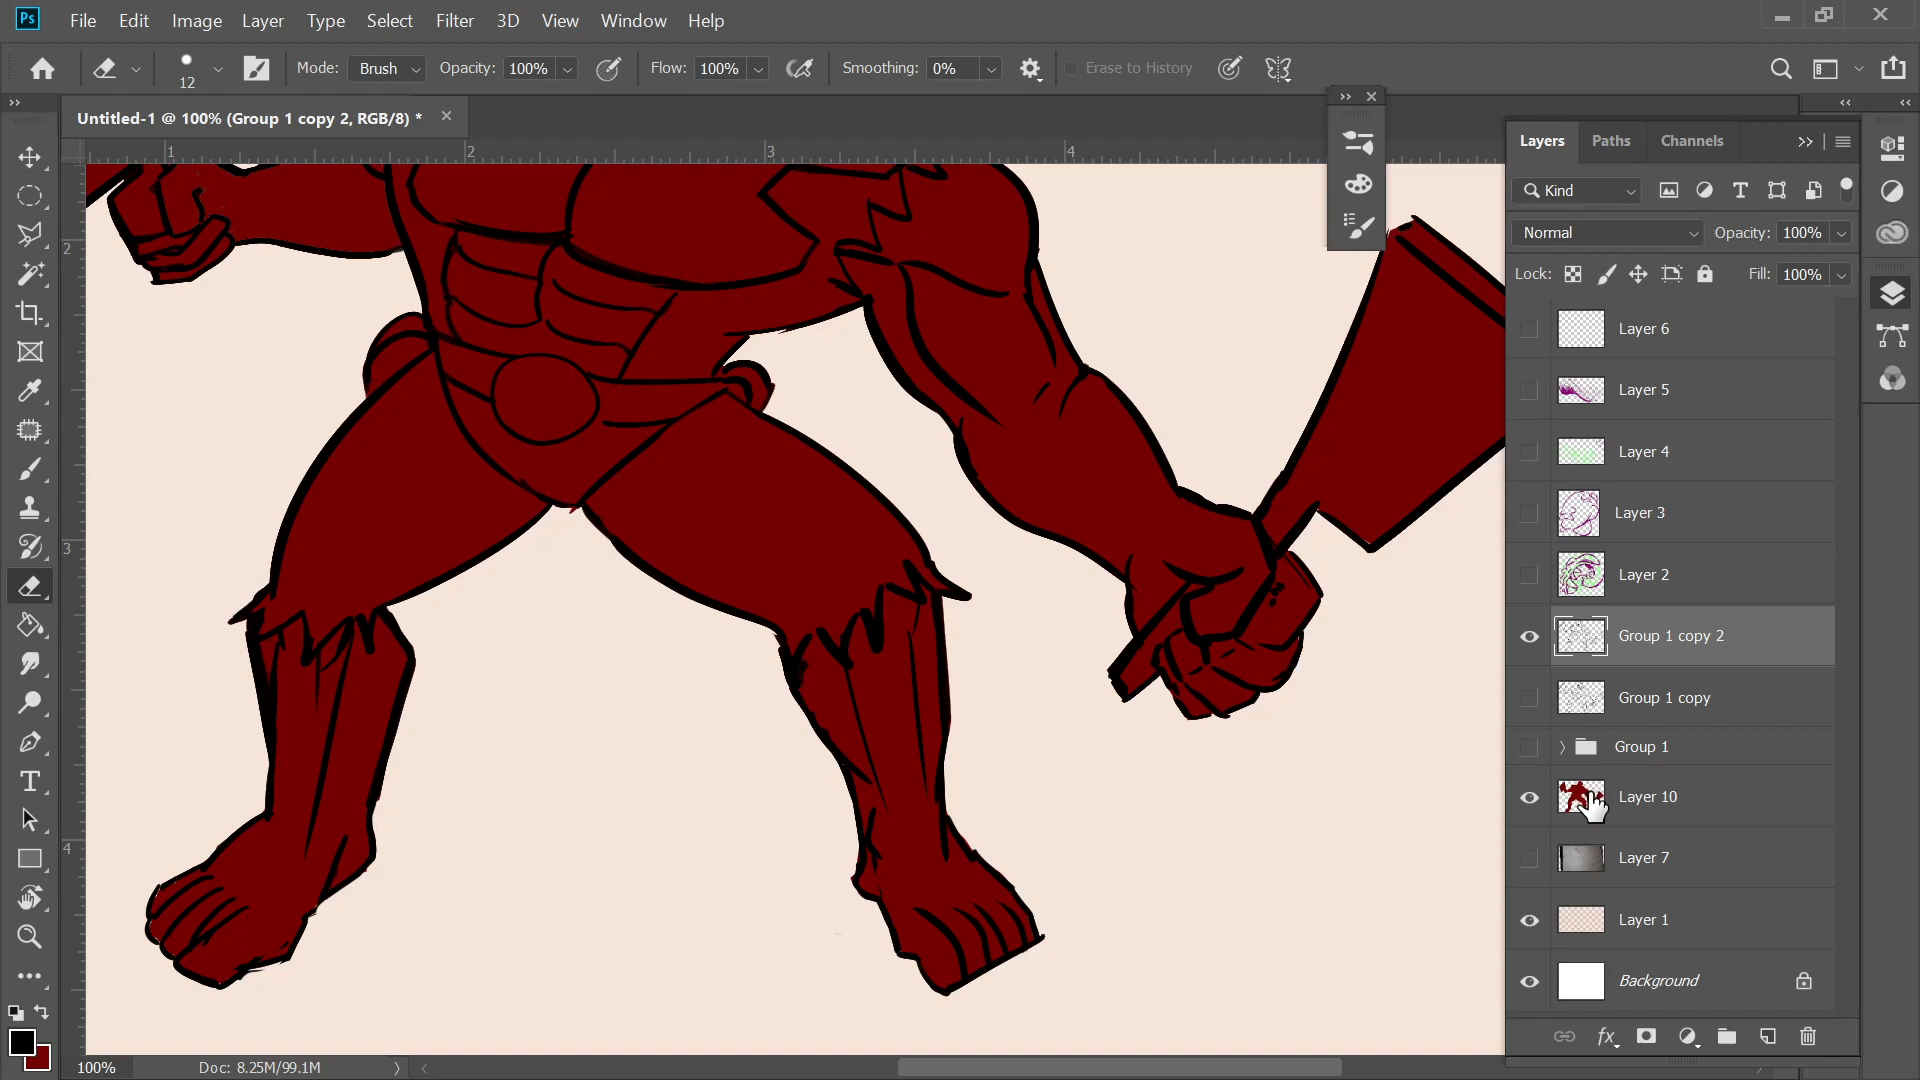 Ps File Edit Image Layer Type Select Filter 3D View Window Help
12 Mode: Brush Opacity: 100% Flow: 100% Smoothing: 0% Erase to History
Untitled-1 @ 100% (Group 1 copy 2, RGB/8) *
1 2 3 4
2
3
4
Layers Paths Channels
Kind
Normal Opacity: 100%
Lock: Fill: 100%
Layer 6
Layer 5
Layer 4
Layer 3
Layer 2
Group 1 copy 2
Group 1 copy
Group 1
Layer 10
Layer 7
Layer 1
Background
fx
100% Doc: 8.25M/99.1M